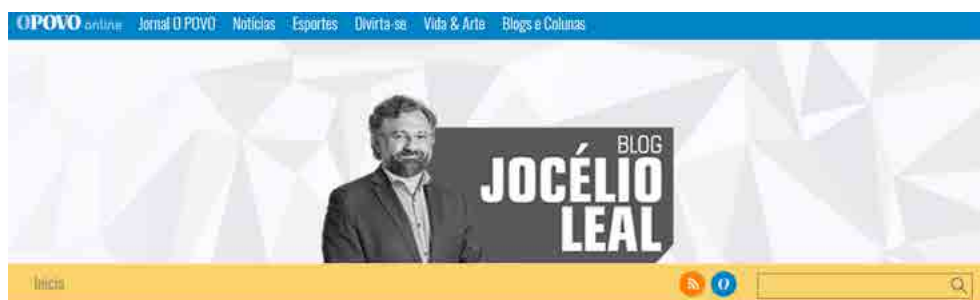 OPOVO online Jornal O POVO Notícias Esportes Divirta-se Vida & Arte Blogs e Colunas
BLOG
JOCÉLIO
LEAL
Início